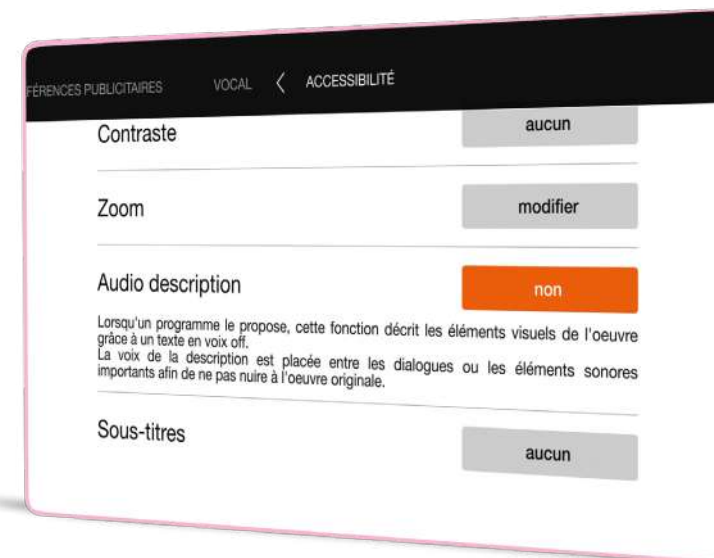 FÉRENCES PUBLICITAIRES VOCAL < ACCESSIBILITÉ
Contraste aucun
Zoom modifier
Audio description non
Lorsqu'un programme le propose, cette fonction décrit les éléments visuels de l'oeuvre
grâce à un texte en voix off.
La voix de la description est placée entre les dialogues ou les éléments sonores
importants afin de ne pas nuire à l'oeuvre originale.
Sous-titres aucun